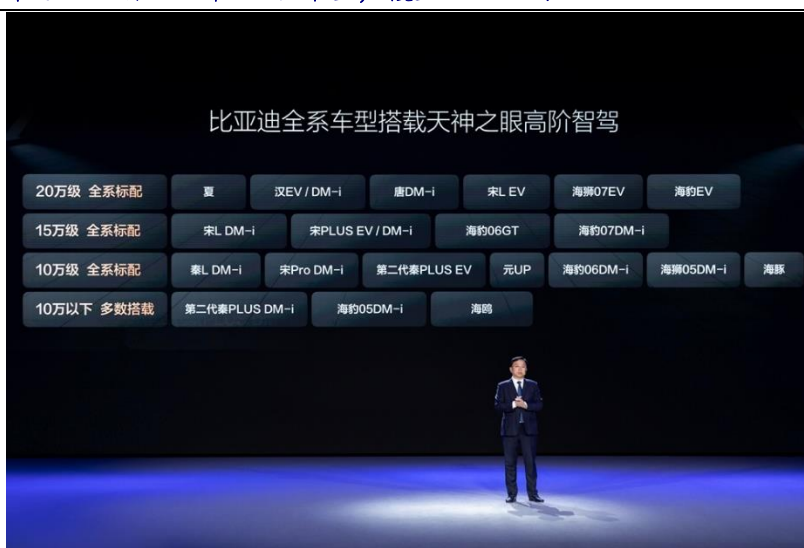 比亚迪全系车型搭载天神之眼高阶智驾
20万级 全系标配 夏 汉EV / DM-i 唐DM-i 宋L EV 海狮07EV 海豹EV
15万级 全系标配 宋L DM-i 宋PLUS EV / DM-i 海豹06GT 海豹07DM-i
10万级 全系标配 秦L DM-i 宋Pro DM-i 第二代秦PLUS EV 元UP 海豹06DM-i 海狮05DM-i 海豚
10万以下 多数搭载 第二代秦PLUS DM-i 海豹05DM-i 海鸥